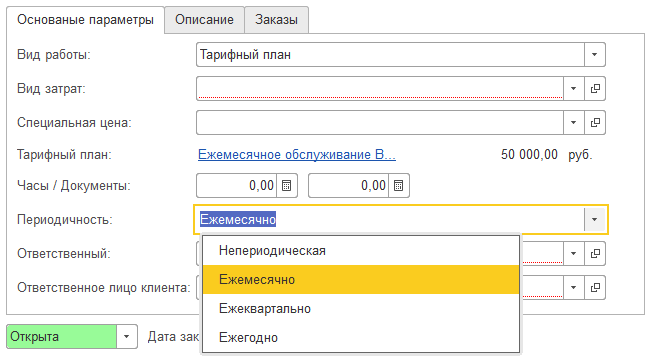 Основаные параметры Описание Заказы
Вид работы: Тарифный план
Вид затрат:
Специальная цена:
Тарифный план: Ежемесячное обслуживание В... 50 000,00 руб.
Часы / Документы: 0,00 0,00
Периодичность: Ежемесячно
Ответственный:
Непериодическая
Ежемесячно
Ответственное лицо клиента:
Ежеквартально
Ежегодно
Открыта Дата зак